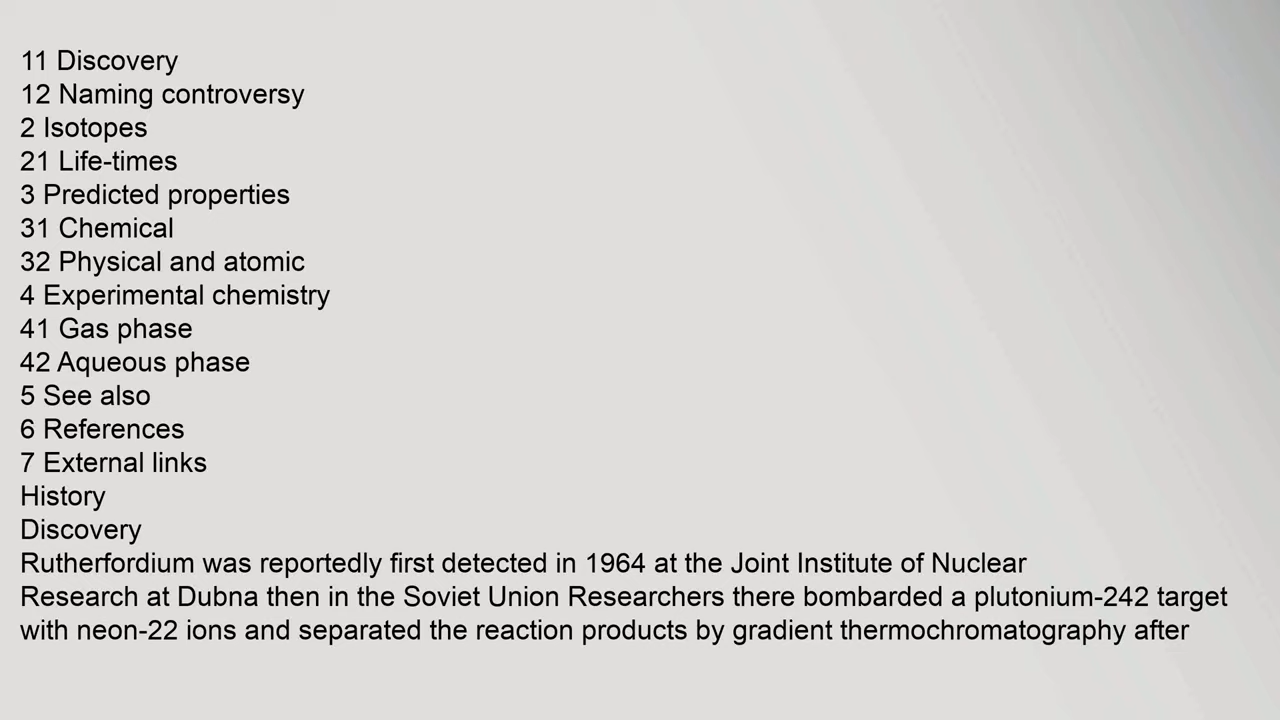 11 Discovery
12 Naming controversy
2 Isotopes
21 Life-times
3 Predicted properties
31 Chemical
32 Physical and atomic
4 Experimental chemistry
41 Gas phase
42 Aqueous phase
5 See also
6 References
7 External links
History
Discovery
Rutherfordium was reportedly first detected in 1964 at the Joint Institute of Nuclear
Research at Dubna then in the Soviet Union Researchers there bombarded a plutonium-242 target
with neon-22 ions and separated the reaction products by gradient thermochromatography after